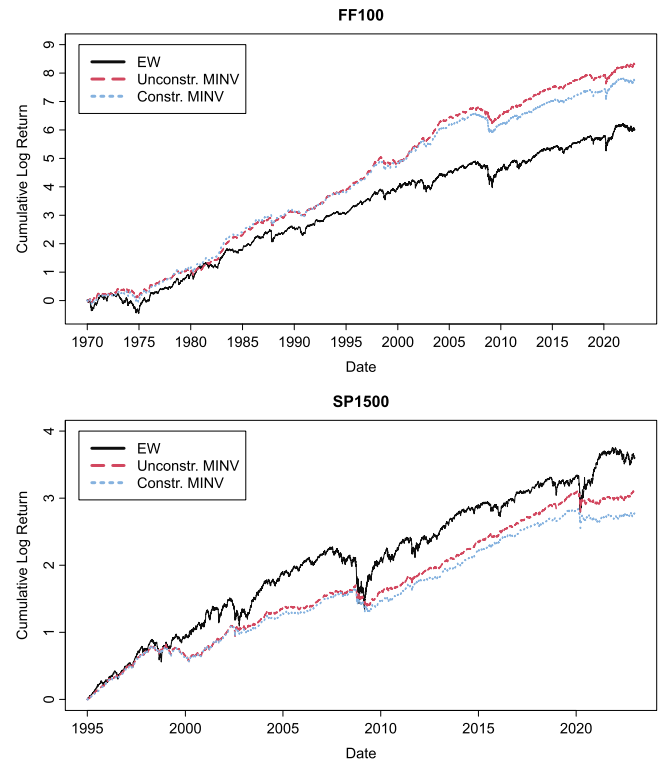 FF100
9
8
7
6
5
4
3
2
1
0
Cumulative Log Return
EW
Unconstr. MINV
Constr. MINV
1970 1975 1980 1985 1990 1995 2000 2005 2010 2015 2020
Date
SP1500
4
3
2
1
0
Cumulative Log Return
EW
Unconstr. MINV
Constr. MINV
1995 2000 2005 2010 2015 2020
Date